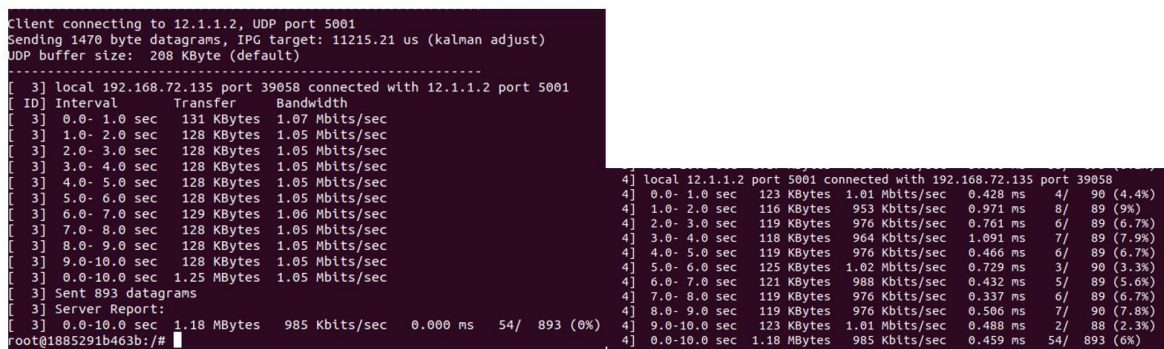 Client connecting to 12.1.1.2, UDP port 5001
Sending 1470 byte datagrams, IPG target: 11215.21 us (kalman adjust)
UDP buffer size:  208 KByte (default)
------------------------------------------------------------
[  3] local 192.168.72.135 port 39058 connected with 12.1.1.2 port 5001
[ ID] Interval       Transfer     Bandwidth
[  3]  0.0- 1.0 sec   131 KBytes  1.07 Mbits/sec
[  3]  1.0- 2.0 sec   128 KBytes  1.05 Mbits/sec
[  3]  2.0- 3.0 sec   128 KBytes  1.05 Mbits/sec
[  3]  3.0- 4.0 sec   128 KBytes  1.05 Mbits/sec
[  3]  4.0- 5.0 sec   128 KBytes  1.05 Mbits/sec
[  3]  5.0- 6.0 sec   128 KBytes  1.05 Mbits/sec
[  3]  6.0- 7.0 sec   129 KBytes  1.06 Mbits/sec
[  3]  7.0- 8.0 sec   128 KBytes  1.05 Mbits/sec
[  3]  8.0- 9.0 sec   128 KBytes  1.05 Mbits/sec
[  3]  9.0-10.0 sec   128 KBytes  1.05 Mbits/sec
[  3]  0.0-10.0 sec  1.25 MBytes  1.05 Mbits/sec
[  3] Sent 893 datagrams
[  3] Server Report:
[  3]  0.0-10.0 sec  1.18 MBytes   985 Kbits/sec   0.000 ms   54/  893 (0%)
root@1885291b463b:/#
4] local 12.1.1.2 port 5001 connected with 192.168.72.135 port 39058
4]  0.0- 1.0 sec   123 KBytes  1.01 Mbits/sec   0.428 ms    4/   90 (4.4%)
4]  1.0- 2.0 sec   116 KBytes   953 Kbits/sec   0.971 ms    8/   89 (9%)
4]  2.0- 3.0 sec   119 KBytes   976 Kbits/sec   0.761 ms    6/   89 (6.7%)
4]  3.0- 4.0 sec   118 KBytes   964 Kbits/sec   1.091 ms    7/   89 (7.9%)
4]  4.0- 5.0 sec   119 KBytes   976 Kbits/sec   0.466 ms    6/   89 (6.7%)
4]  5.0- 6.0 sec   125 KBytes  1.02 Mbits/sec   0.729 ms    3/   90 (3.3%)
4]  6.0- 7.0 sec   121 KBytes   988 Kbits/sec   0.432 ms    5/   89 (5.6%)
4]  7.0- 8.0 sec   119 KBytes   976 Kbits/sec   0.337 ms    6/   89 (6.7%)
4]  8.0- 9.0 sec   119 KBytes   976 Kbits/sec   0.506 ms    7/   90 (7.8%)
4]  9.0-10.0 sec   123 KBytes  1.01 Mbits/sec   0.488 ms    2/   88 (2.3%)
4]  0.0-10.0 sec  1.18 MBytes   985 Kbits/sec   0.459 ms   54/  893 (6%)